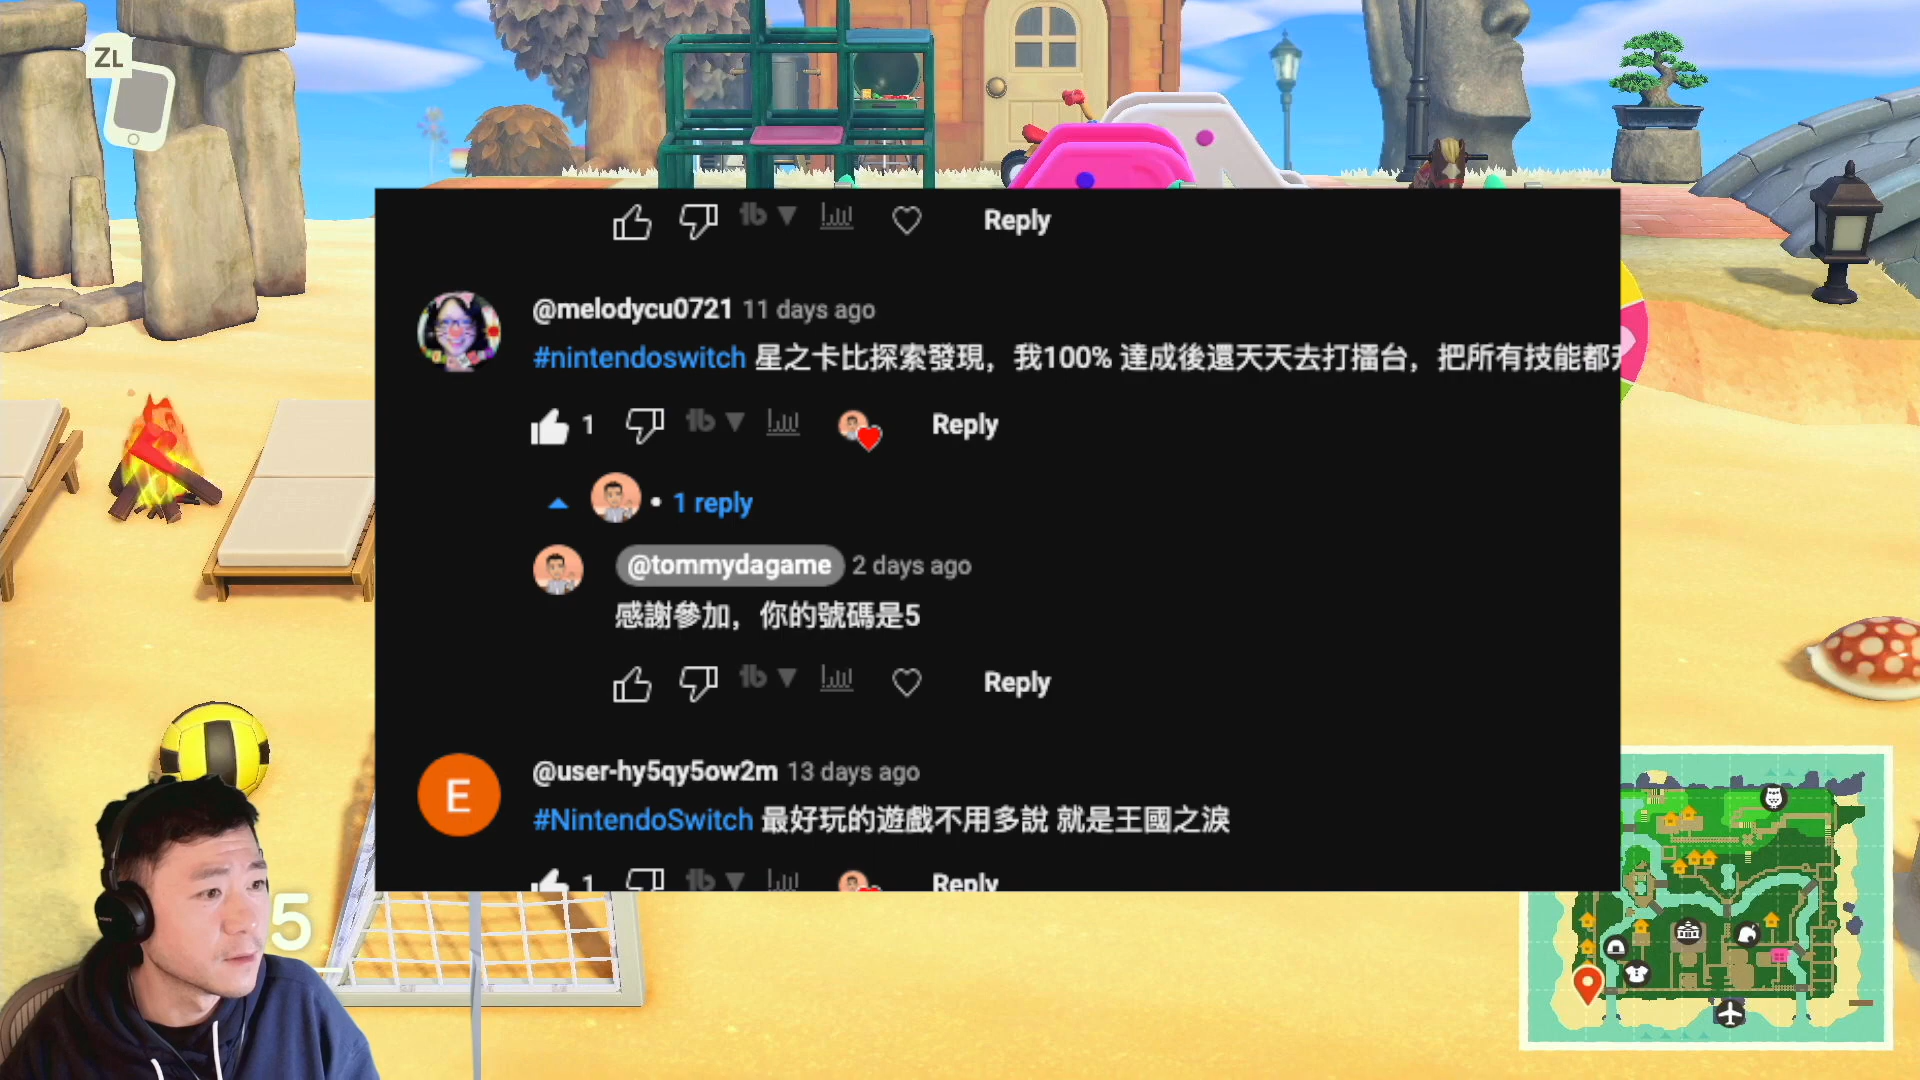 ZL
Reply
@melodycu0721 11 days ago
#nintendoswitch 星之卡比探索發現，我100% 達成後還天天去打擂台，把所有技能都
1 Reply
• 1 reply
@tommydagame 2 days ago
感謝參加，你的號碼是5
Reply
E
@user-hy5qy5ow2m 13 days ago
#NintendoSwitch 最好玩的遊戲不用多說 就是王國之淚
1 Reply
5